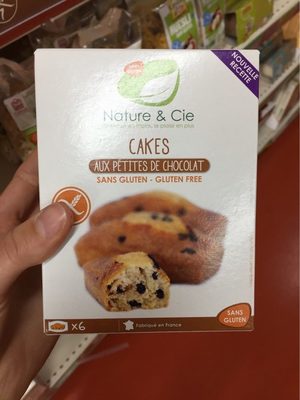 NOUVELLE
RECETTE
Nature & Cie
CAKES
AUX PÉTITES DE CHOCOLAT
SANS GLUTEN - GLUTEN FREE
X6
Fabriqué en France
SANS
GLUTEN